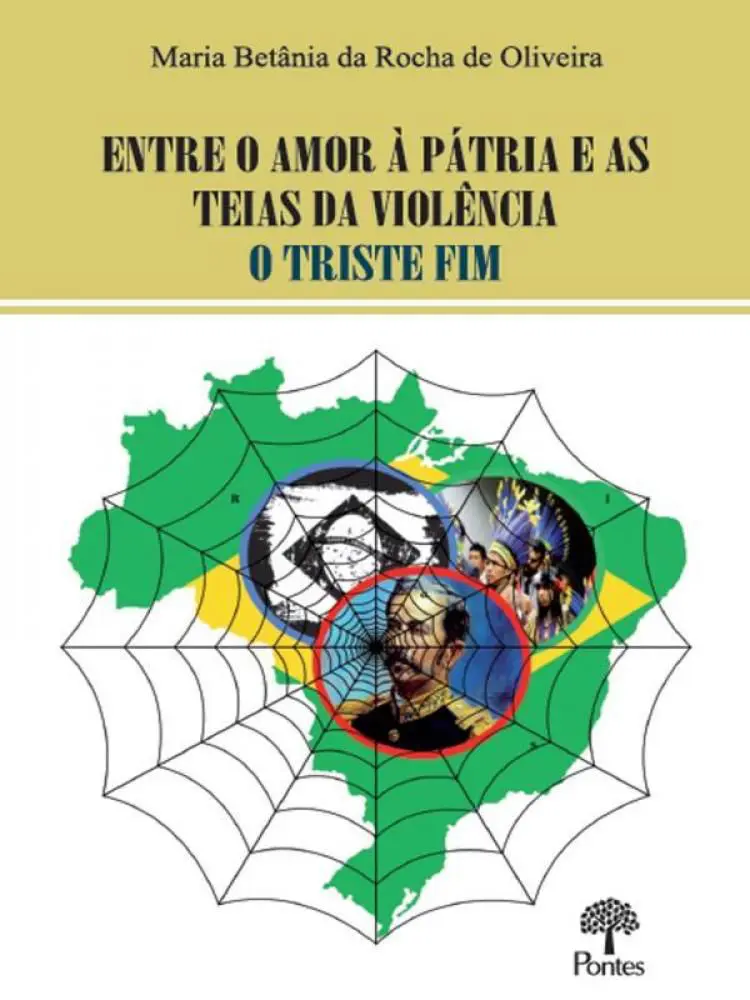 Maria Betânia da Rocha de Oliveira
ENTRE O AMOR À PÁTRIA E AS
TEIAS DA VIOLÊNCIA
O TRISTE FIM
R
I
G
S
Pontes